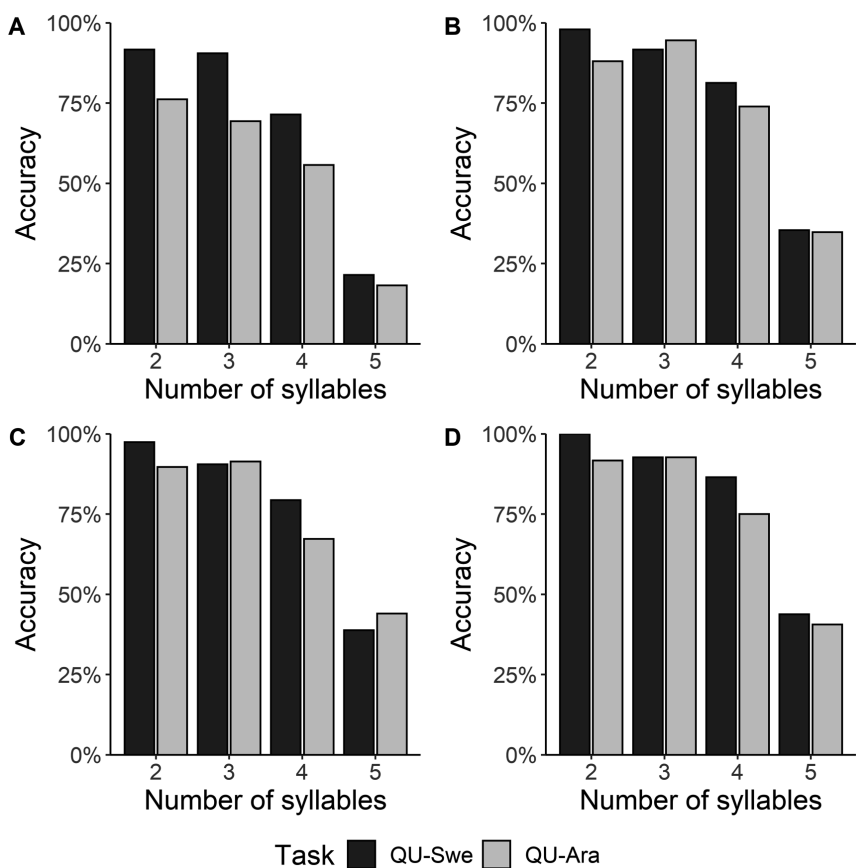 A
100%
75%
50%
25%
0%
Accuracy
2 3 4 5
Number of syllables
B
100%
75%
50%
25%
0%
Accuracy
2 3 4 5
Number of syllables
C
100%
75%
50%
25%
0%
Accuracy
2 3 4 5
Number of syllables
D
100%
75%
50%
25%
0%
Accuracy
2 3 4 5
Number of syllables
Task QU-Swe QU-Ara